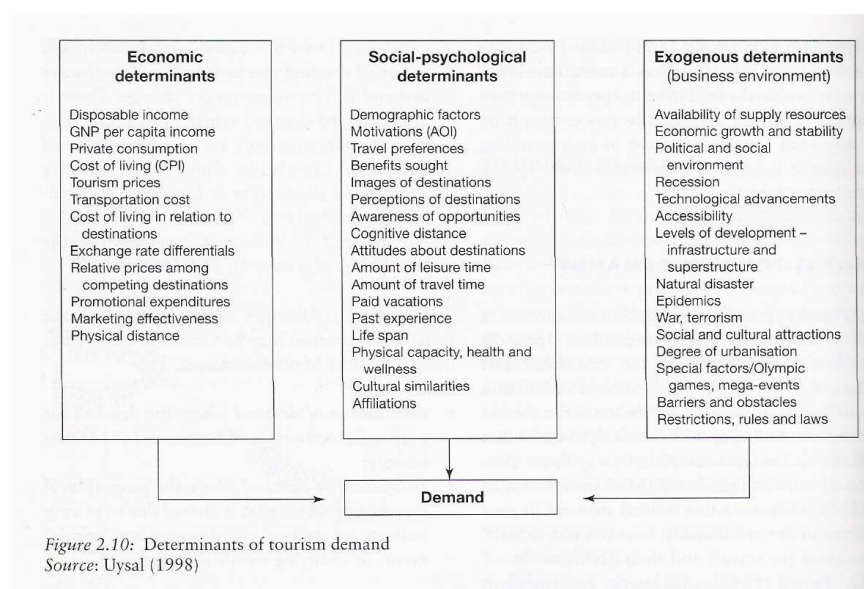 Economic
determinants
Disposable income
GNP per capita income
Private consumption
Cost of living (CPI)
Tourism prices
Transportation cost
Cost of living in relation to
destinations
Exchange rate differentials
Relative prices among
competing destinations
Promotional expenditures
Marketing effectiveness
Physical distance
Social-psychological
determinants
Demographic factors
Motivations (AOI)
Travel preferences
Benefits sought
Images of destinations
Perceptions of destinations
Awareness of opportunities
Cognitive distance
Attitudes about destinations
Amount of leisure time
Amount of travel time
Paid vacations
Past experience
Life span
Physical capacity, health and
wellness
Cultural similarities
Affiliations
Exogenous determinants
(business environment)
Availability of supply resources
Economic growth and stability
Political and social
environment
Recession
Technological advancements
Accessibility
Levels of development –
infrastructure and
superstructure
Natural disaster
Epidemics
War, terrorism
Social and cultural attractions
Degree of urbanisation
Special factors/Olympic
games, mega-events
Barriers and obstacles
Restrictions, rules and laws
Demand
Figure 2.10: Determinants of tourism demand
Source: Uysal (1998)